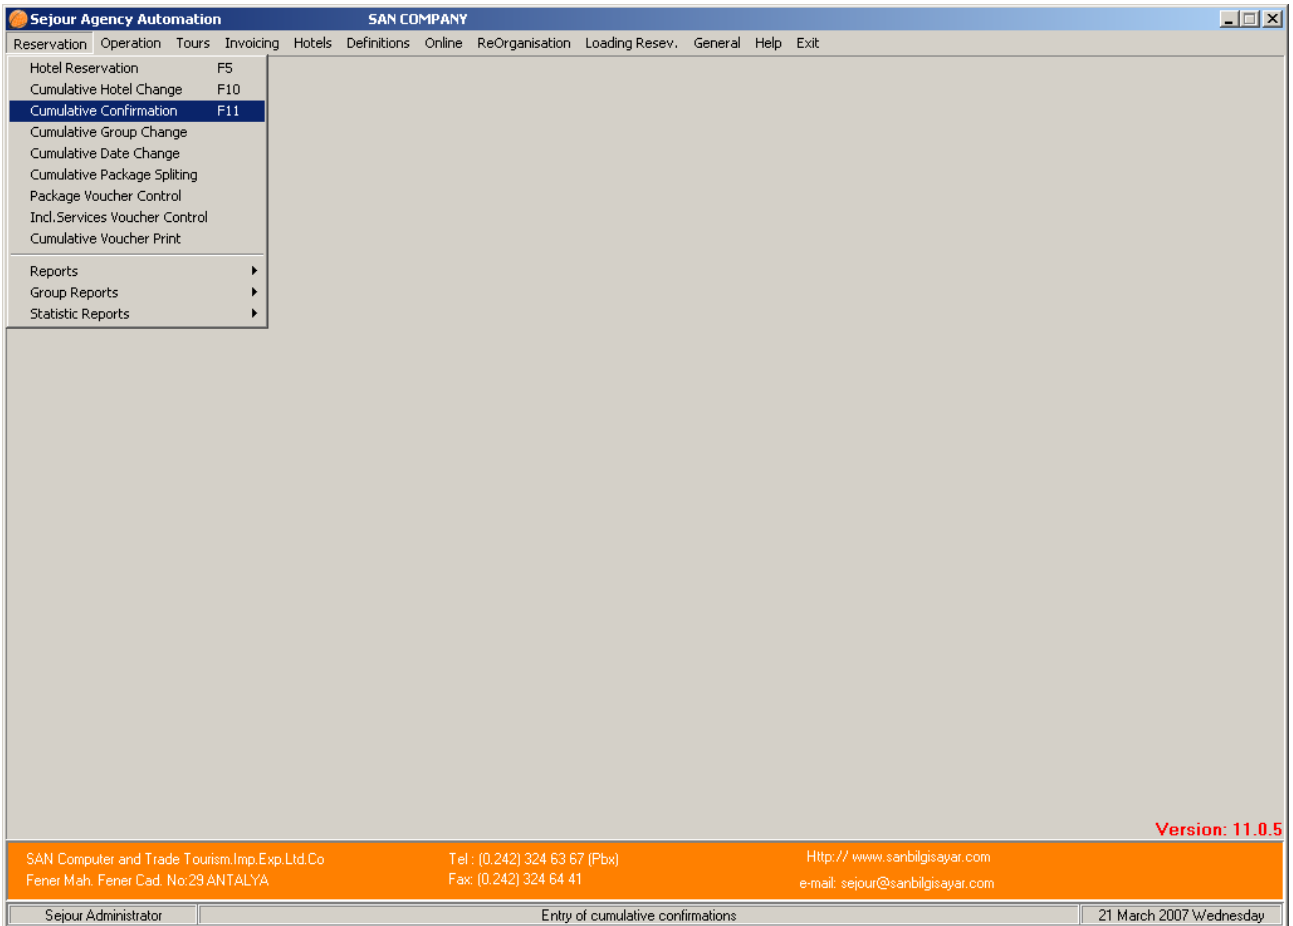 Sejour Agency Automation SAN COMPANY
Reservation Operation Tours Invoicing Hotels Definitions Online ReOrganisation Loading Resev. General Help Exit
Hotel Reservation F5
Cumulative Hotel Change F10
Cumulative Confirmation F11
Cumulative Group Change
Cumulative Date Change
Cumulative Package Spliting
Package Voucher Control
Incl.Services Voucher Control
Cumulative Voucher Print
Reports
Group Reports
Statistic Reports
Version: 11.0.5
SAN Computer and Trade Tourism.Imp.Exp.Ltd.Co Tel : (0.242) 324 63 67 (Pbx) Http:// www.sanbilgisayar.com
Fener Mah. Fener Cad. No:29 ANTALYA Fax: (0.242) 324 64 41 e-mail: sejour@sanbilgisayar.com
Sejour Administrator Entry of cumulative confirmations 21 March 2007 Wednesday